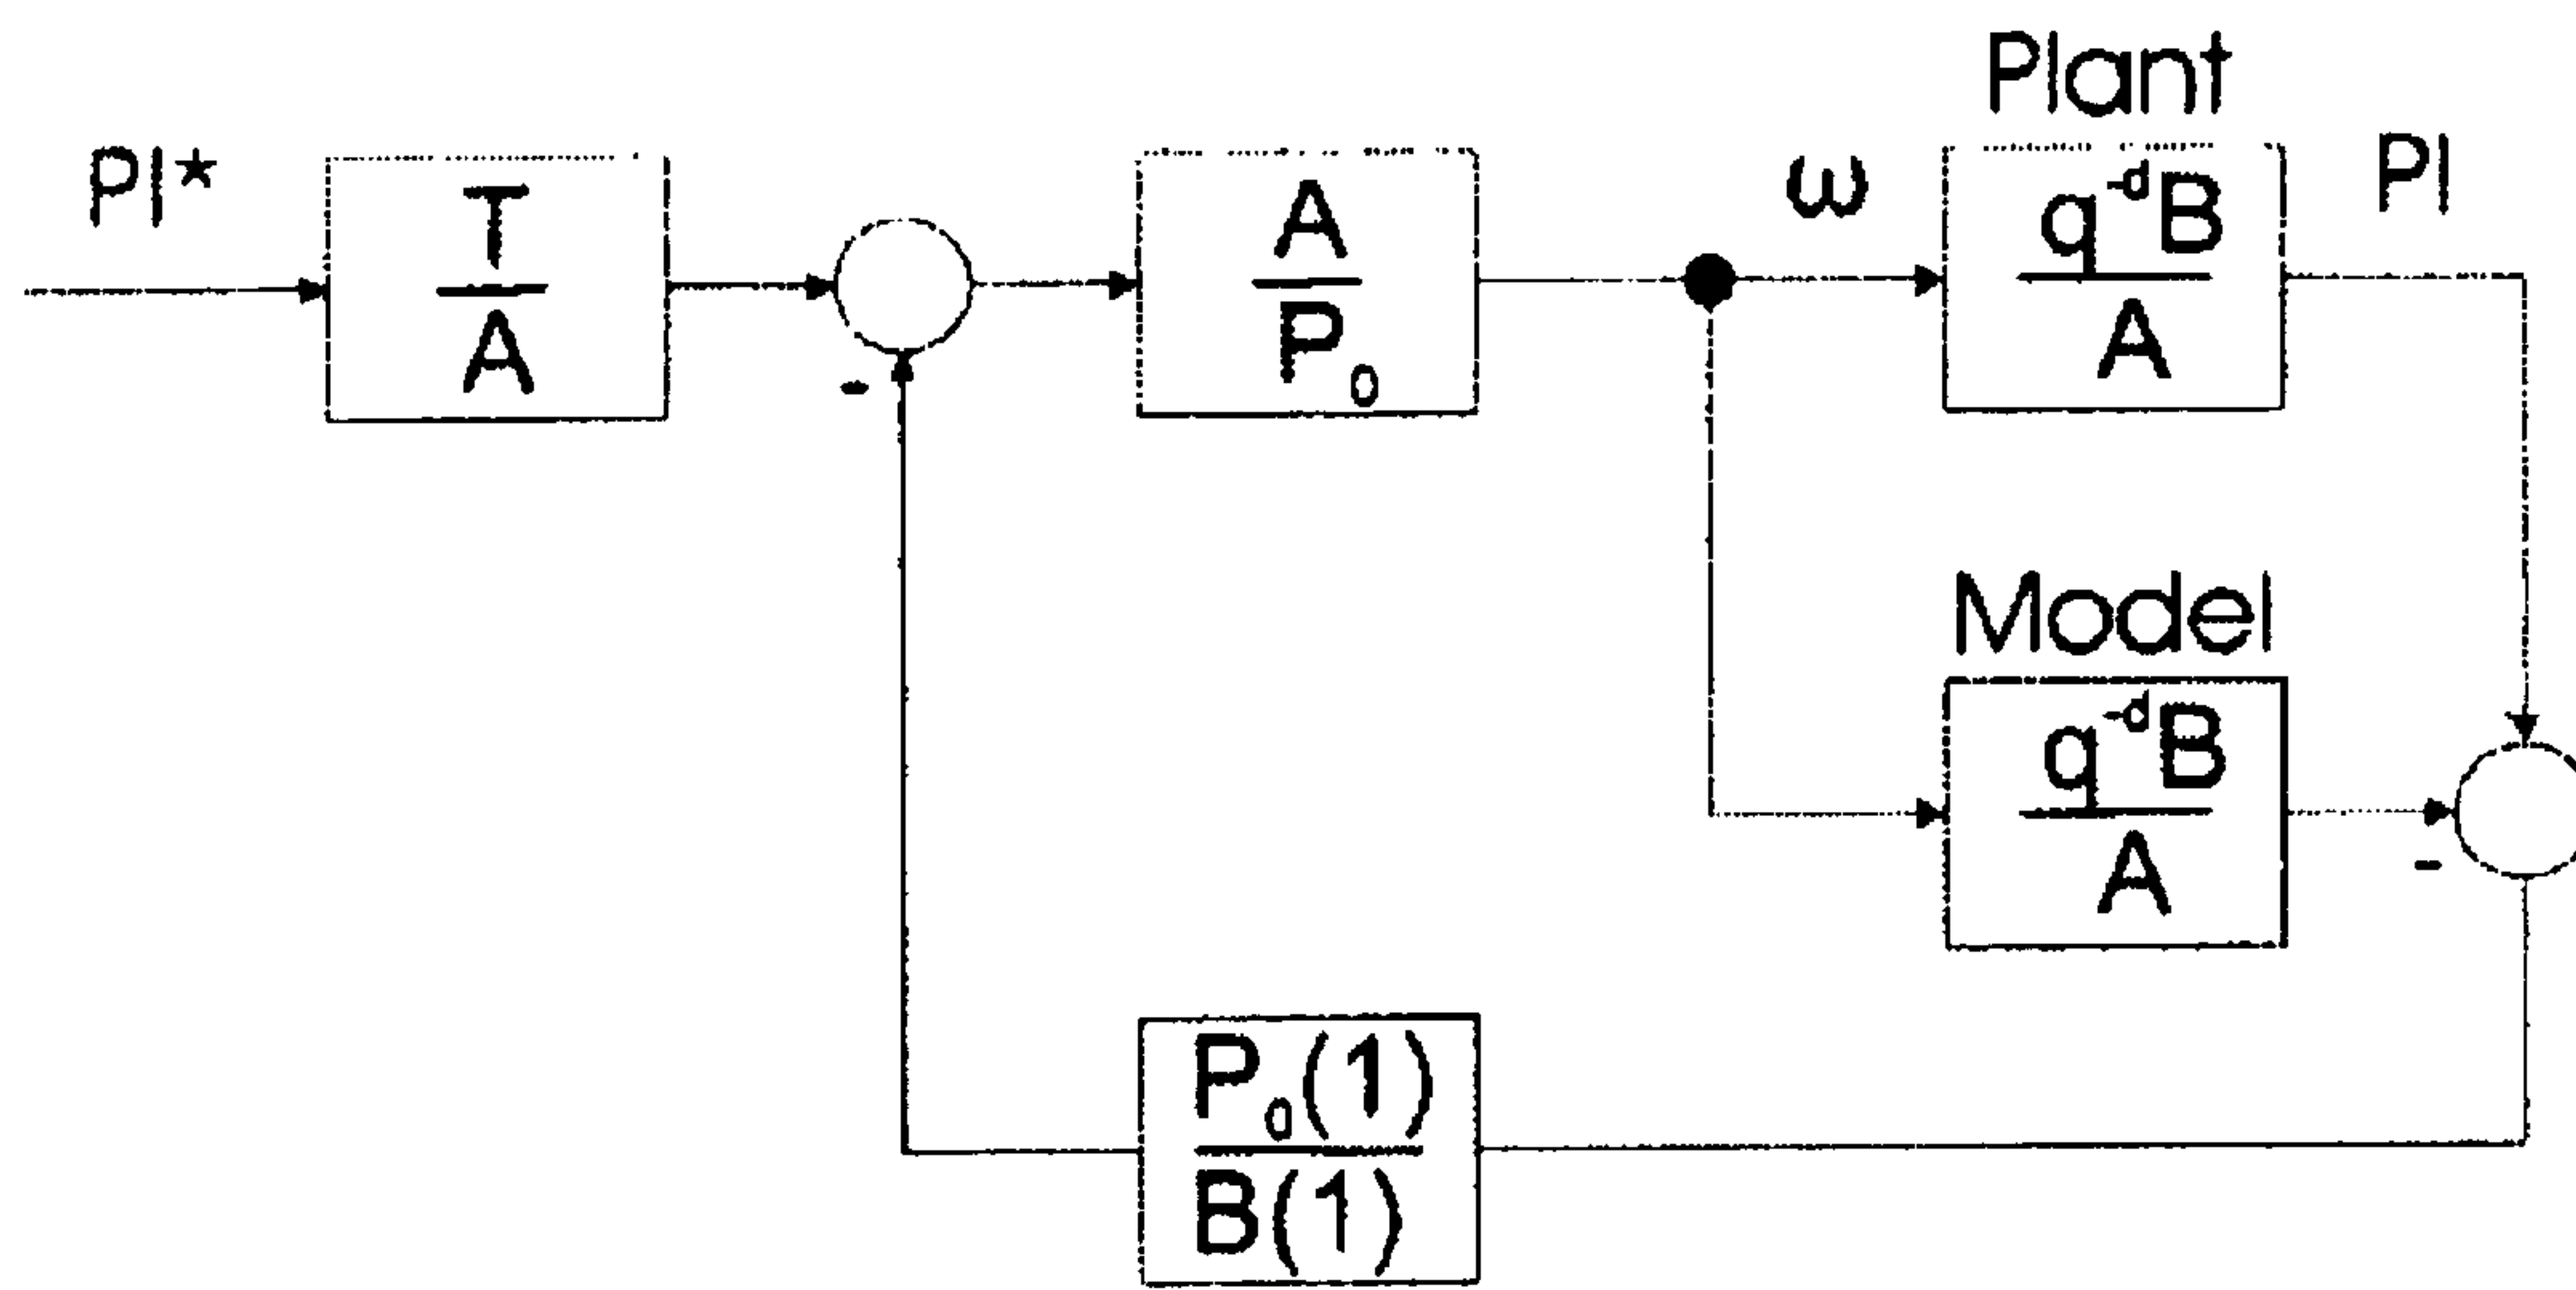 PI*
T
A
-
A
P₀
ω
Plant
q⁻ᵈB
A
PI
Model
q⁻ᵈB
A
-
P₀(1)
B(1)